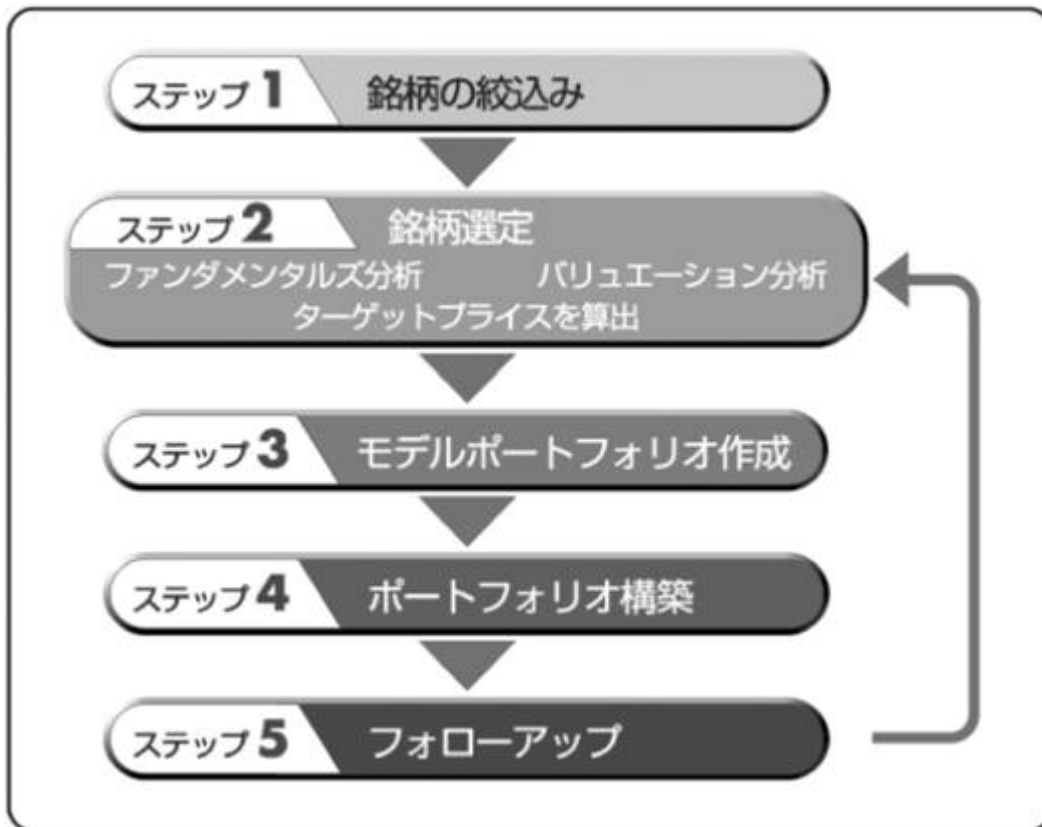 ステップ 1 銘柄の絞込み
ステップ 2 銘柄選定
ファンダメンタルズ分析 バリュエーション分析
ターゲットプライスを算出
ステップ 3 モデルポートフォリオ作成
ステップ 4 ポートフォリオ構築
ステップ 5 フォローアップ